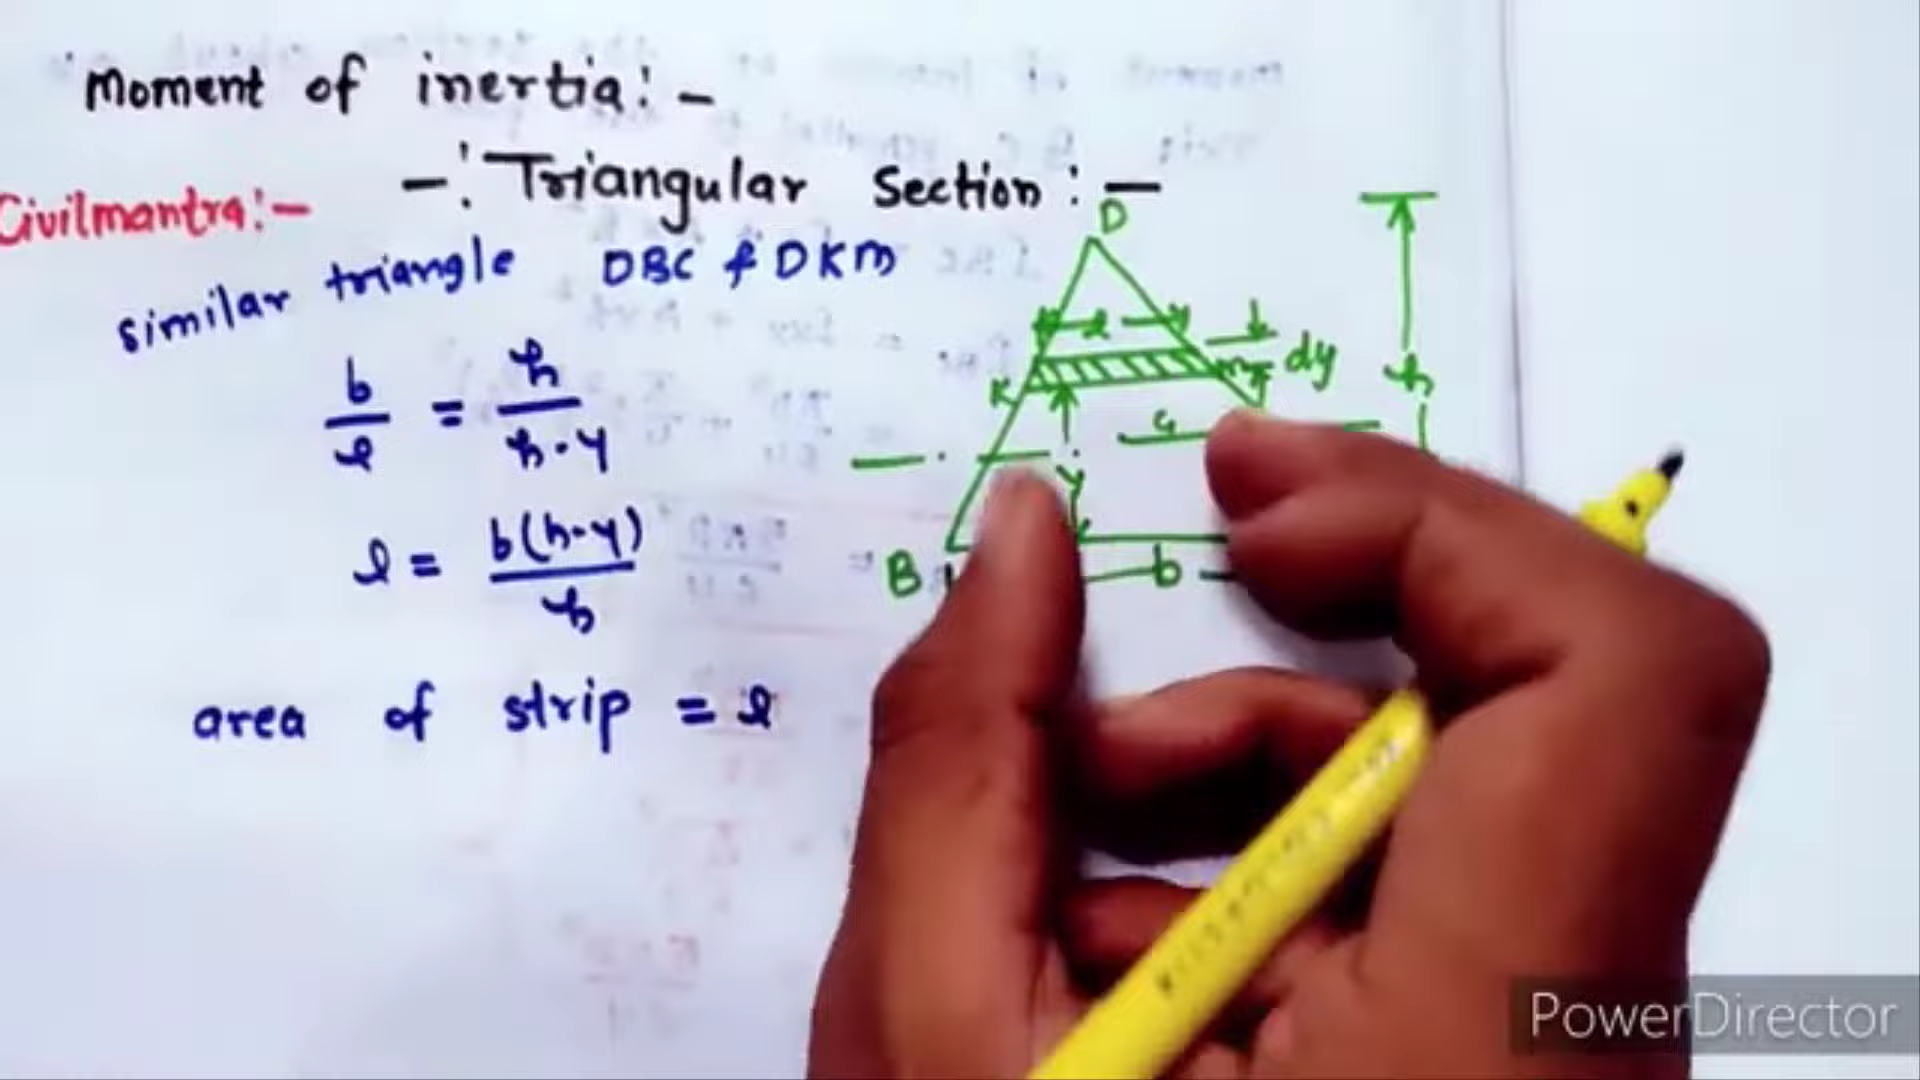 Moment of inertia:-
-: Triangular Section:-
Civilmantra:-
similar triangle DBC & DKM
b/l = h/h-y
l = b(h-y)/h
area of strip = l
D
l
dy
K
M
h
G
y
B
b
PowerDirector